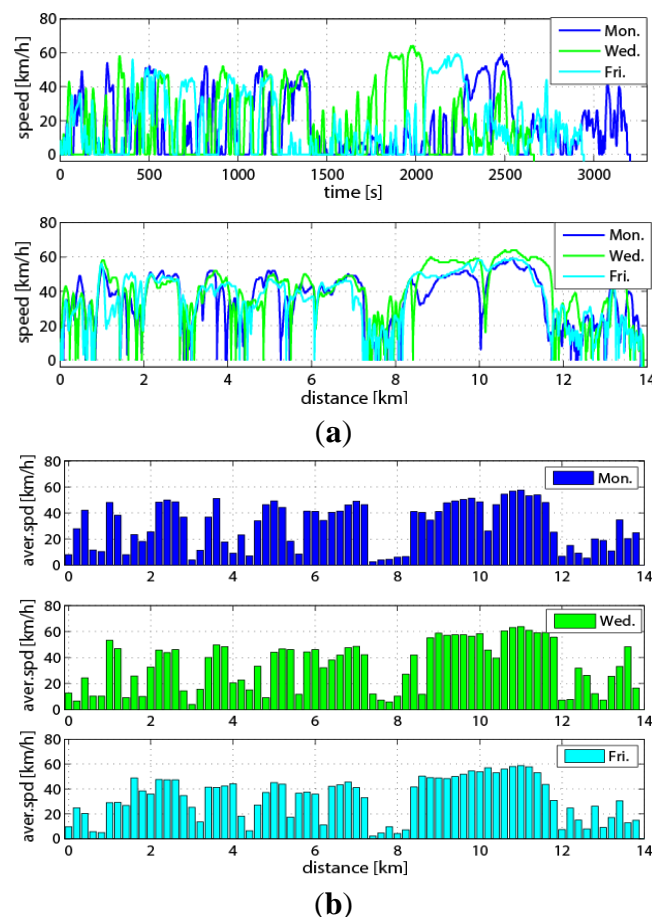 80
60
40
20
0
speed [km/h]
Mon.
Wed.
Fri.
0 500 1000 1500 2000 2500 3000
time [s]
80
60
40
20
0
speed [km/h]
Mon.
Wed.
Fri.
0 2 4 6 8 10 12 14
distance [km]
(a)
80
60
40
20
0
aver.spd [km/h]
Mon.
0 2 4 6 8 10 12 14
80
60
40
20
0
aver.spd [km/h]
Wed.
0 2 4 6 8 10 12 14
80
60
40
20
0
aver.spd [km/h]
Fri.
0 2 4 6 8 10 12 14
distance [km]
(b)